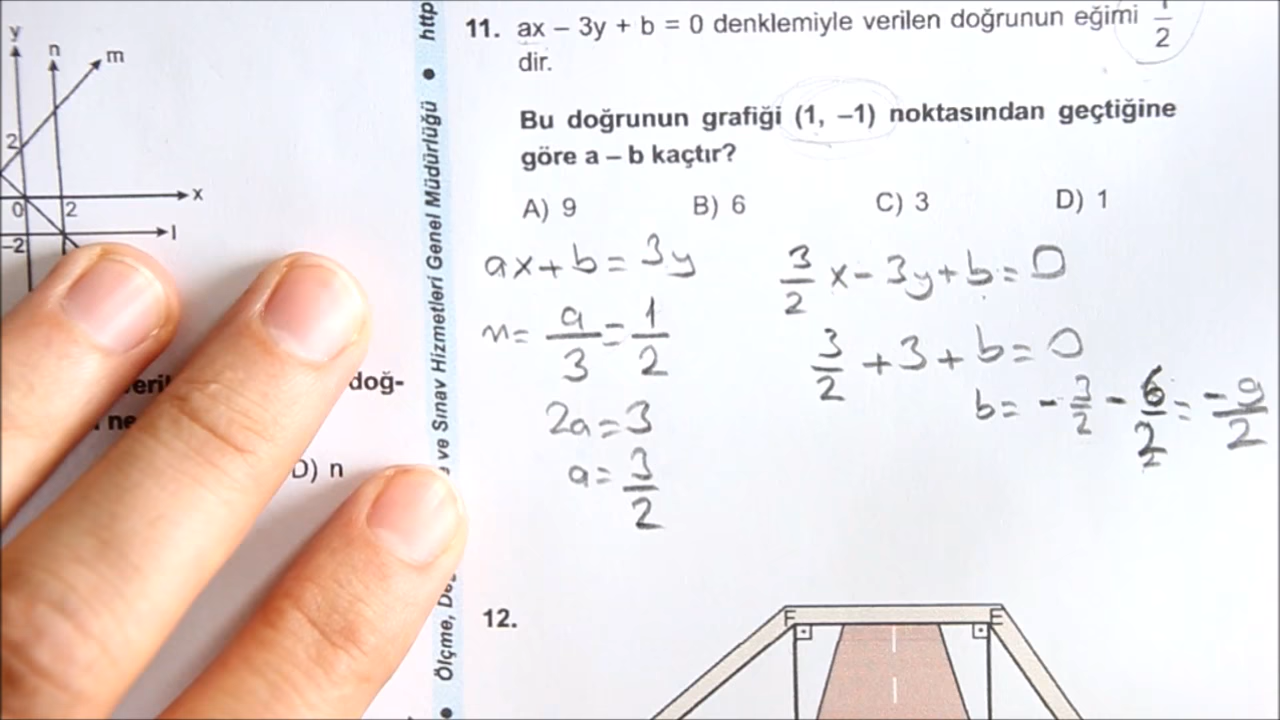 y
n
m
2
0
2
x
-2
l
doğ-
ne
D) n
http
ve Sınav Hizmetleri Genel Müdürlüğü
Ölçme,
11. ax – 3y + b = 0 denklemiyle verilen doğrunun eğimi 1/2
dir.
Bu doğrunun grafiği (1, –1) noktasından geçtiğine
göre a – b kaçtır?
A) 9 B) 6 C) 3 D) 1
ax+b=3y
m=a/3=1/2
2a=3
a=3/2
3/2 x-3y+b=0
3/2 +3+b=0
b=-3/2-6/2=-9/2
12.
F E